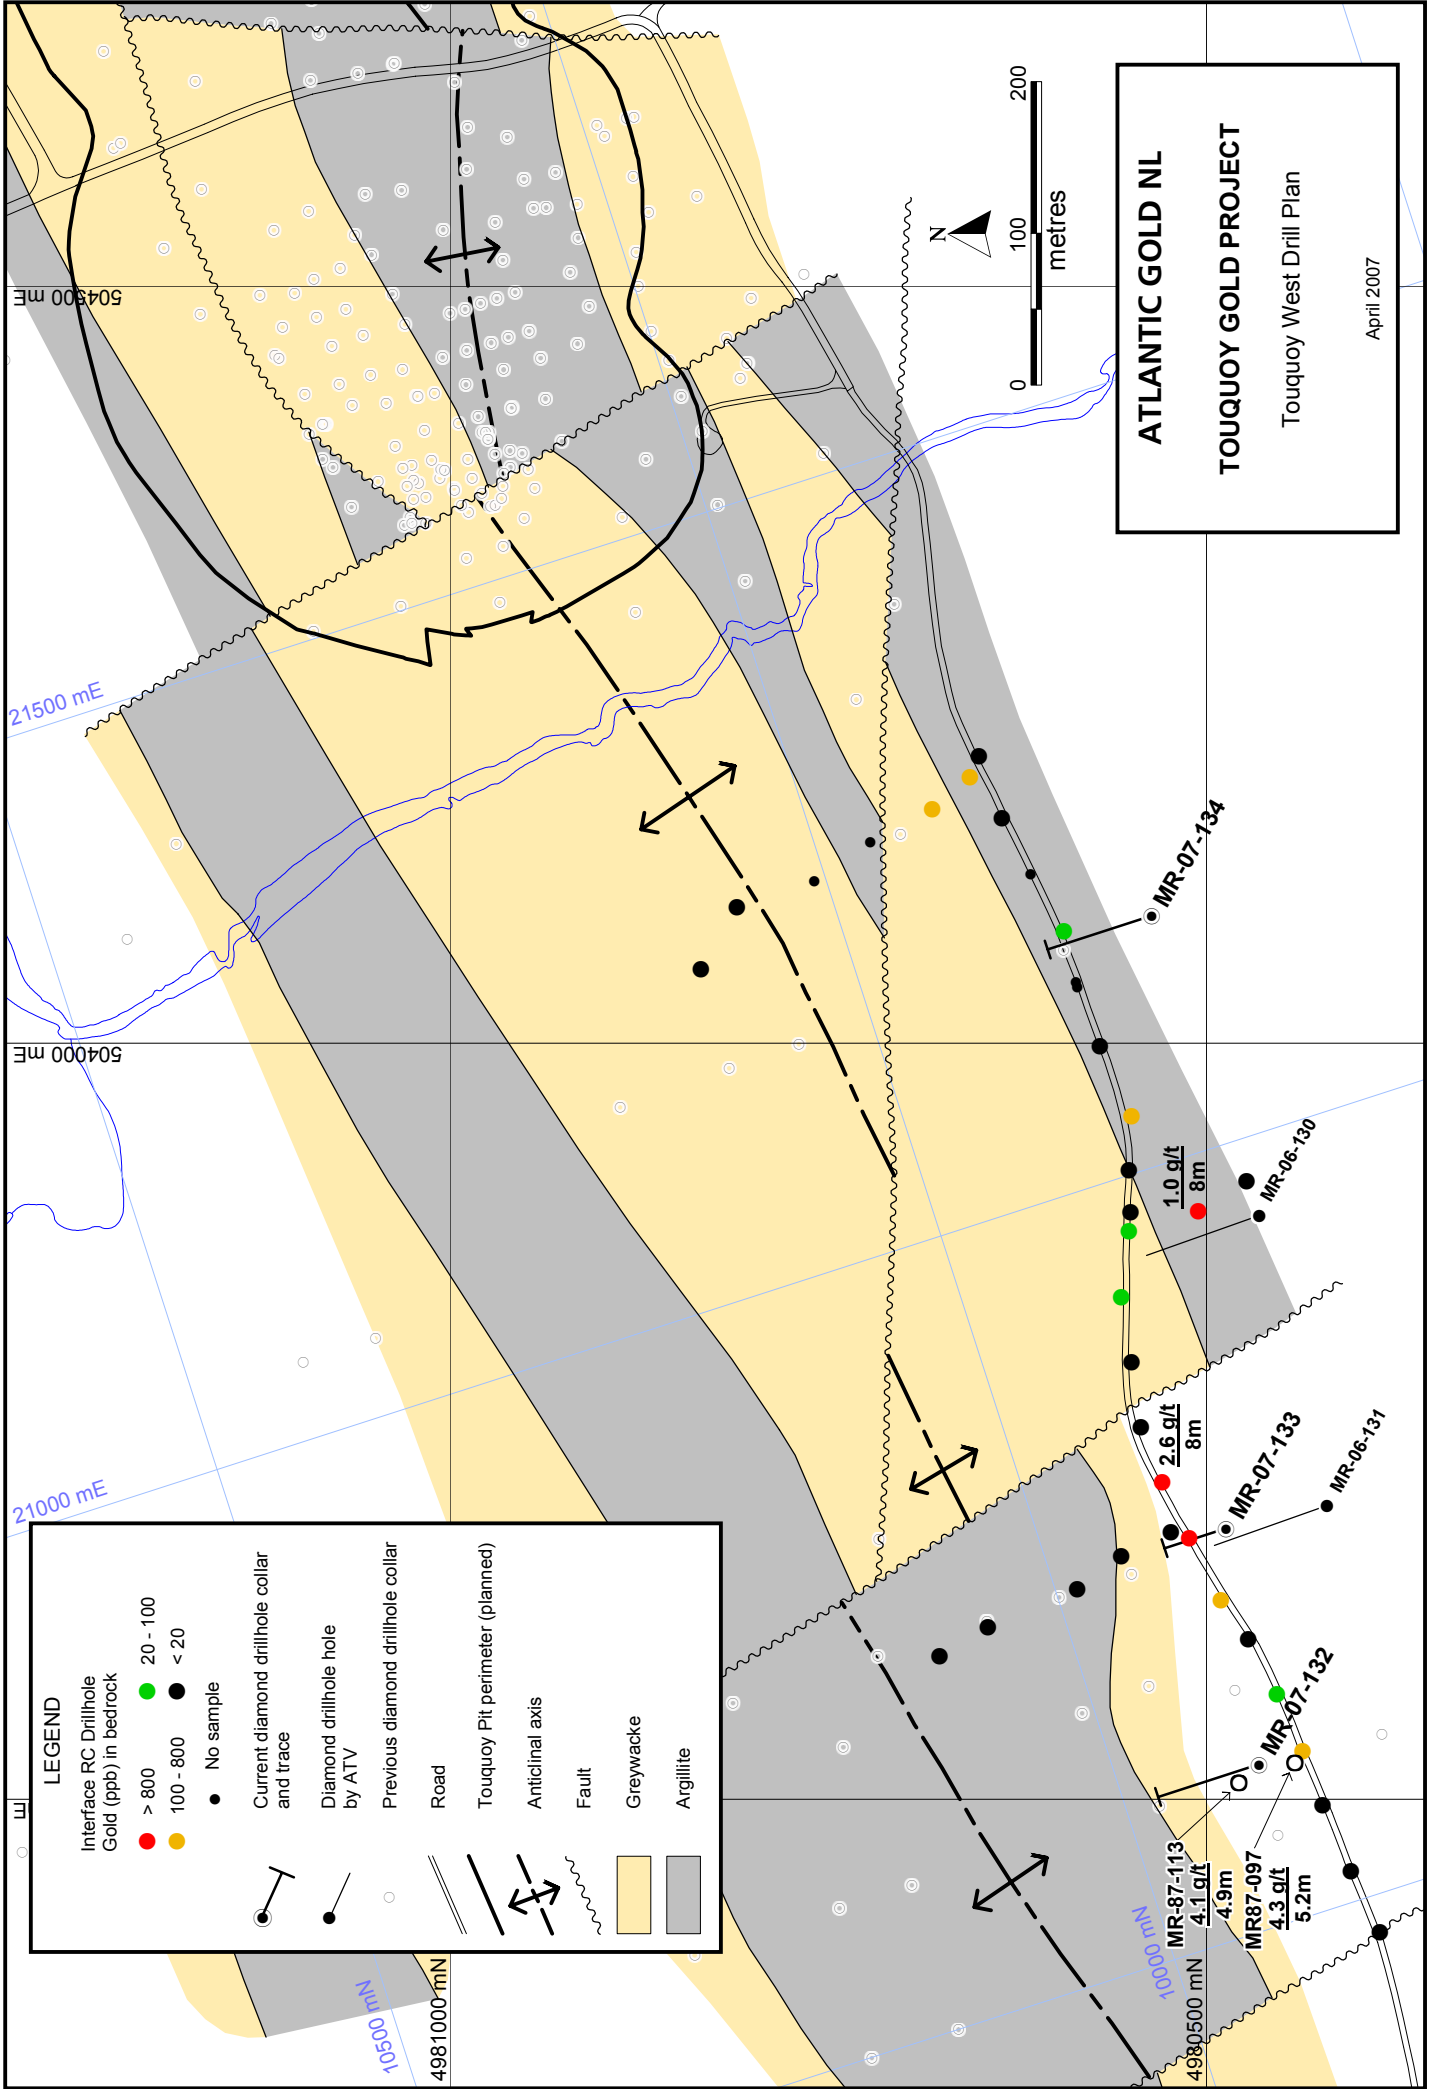 ATLANTIC GOLD NL
TOUQUOY GOLD PROJECT
Touquoy West Drill Plan
April 2007
LEGEND
Interface RC Drillhole
Gold (ppb) in bedrock
> 800
20 - 100
100 - 800
< 20
No sample
Current diamond drillhole collar
and trace
Diamond drillhole hole
by ATV
Previous diamond drillhole collar
Road
Touquoy Pit perimeter (planned)
Anticlinal axis
Fault
Greywacke
Argillite
N
0
100
200
metres
504500 mE
504000 mE
mE
21500 mE
21000 mE
10500 mN
10000 mN
4981000 mN
4980500 mN
MR-07-134
MR-06-130
1.0 g/t
8m
2.6 g/t
8m
MR-07-133
MR-06-131
MR-07-132
MR-87-113
4.1 g/t
4.9m
MR87-097
4.3 g/t
5.2m